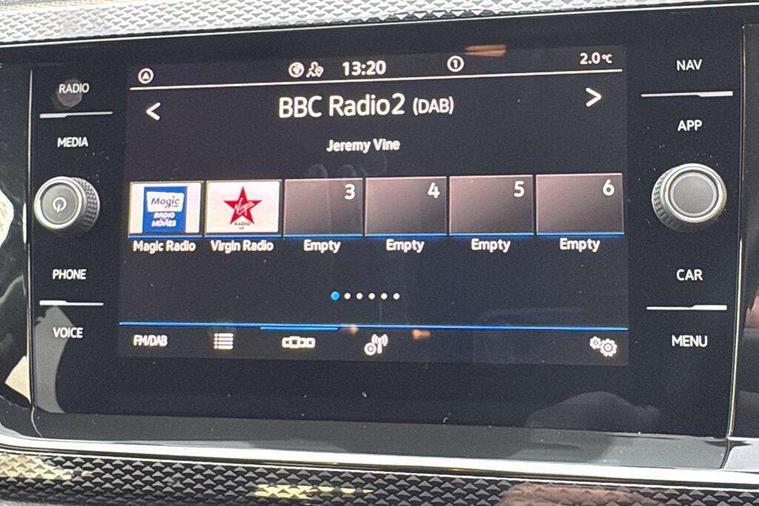 RADIO
MEDIA
PHONE
VOICE
13:20
1
2.0°C
BBC Radio2 (DAB)
Jeremy Vine
Magic
RADIO
MOVIES
3
4
5
6
Magic Radio
Virgin Radio
Empty
Empty
Empty
Empty
FM/DAB
NAV
APP
CAR
MENU